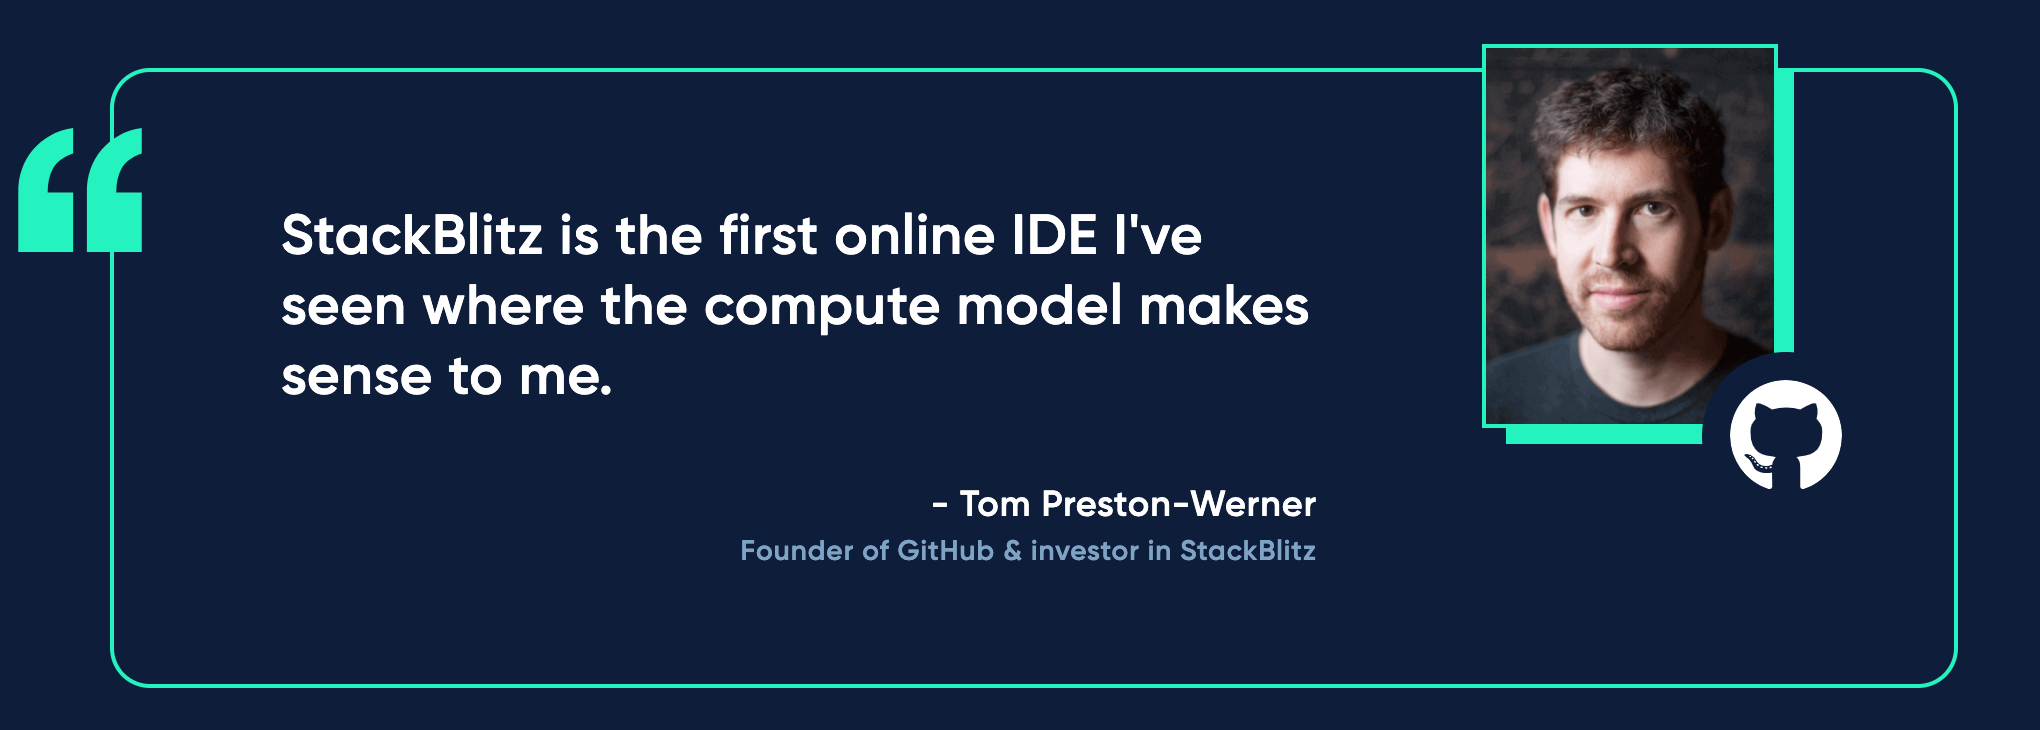 StackBlitz is the first online IDE I've
seen where the compute model makes
sense to me.
- Tom Preston-Werner
Founder of GitHub & investor in StackBlitz